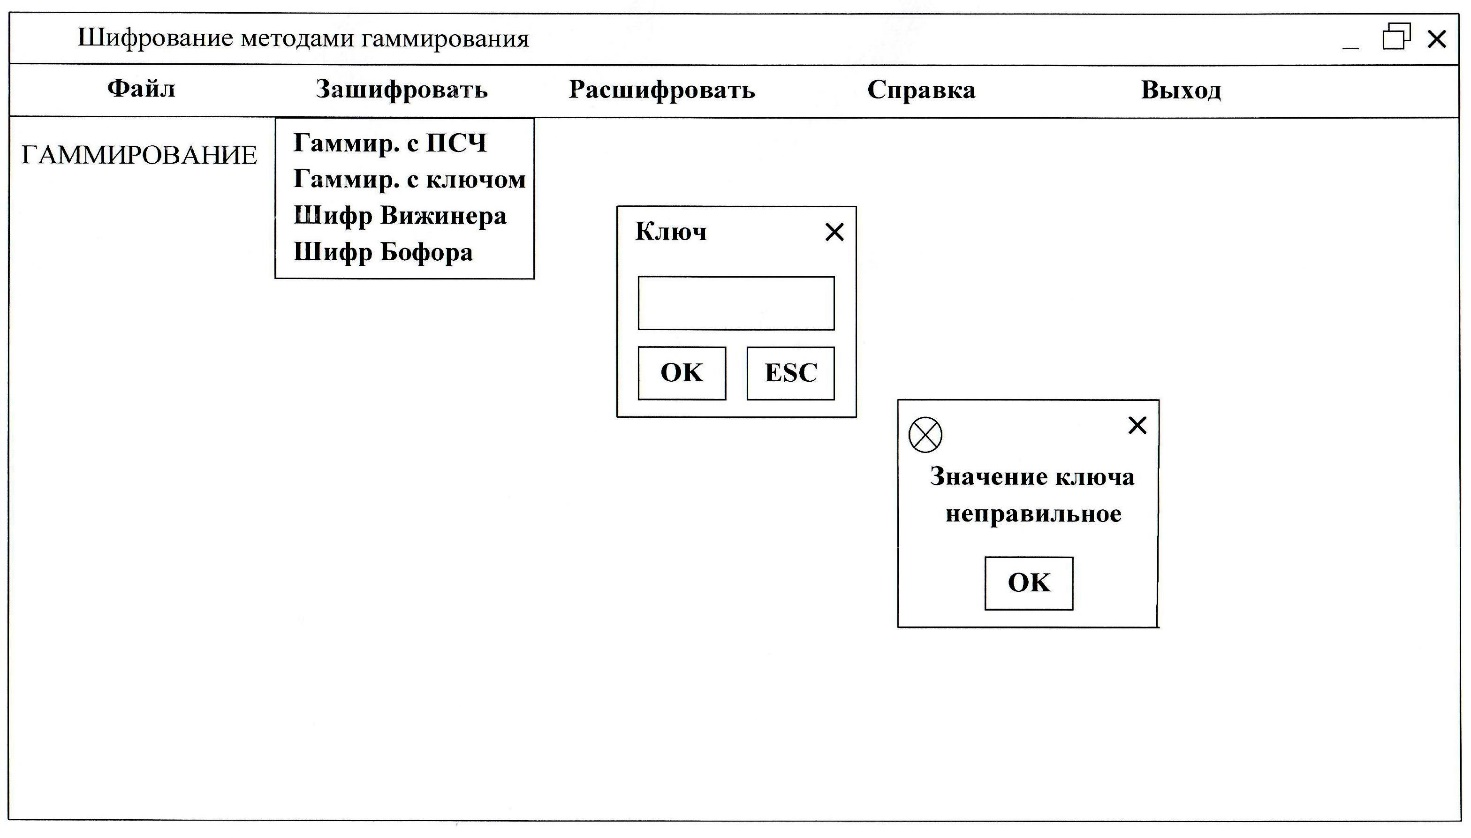 Шифрование методами гаммирования
Файл Зашифровать Расшифровать Справка Выход
ГАММИРОВАНИЕ
Гаммир. с ПСЧ
Гаммир. с ключом
Шифр Вижинера
Шифр Бофора
Ключ
OK ESC
Значение ключа
неправильное
OK